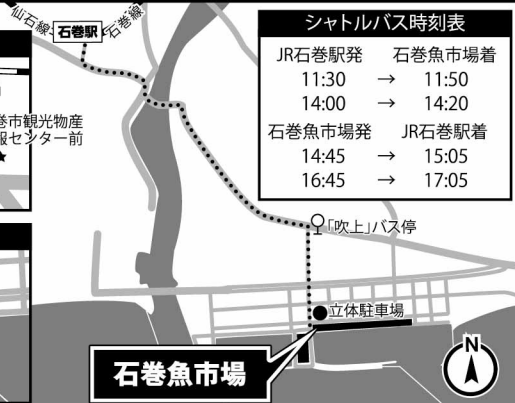 仙石線
石巻線
石巻駅
シャトルバス時刻表
JR石巻駅発 石巻魚市場着
11:30 → 11:50
14:00 → 14:20
石巻魚市場発 JR石巻駅着
14:45 → 15:05
16:45 → 17:05
巻市観光物産
報センター前
「吹上」バス停
立体駐車場
石巻魚市場
N